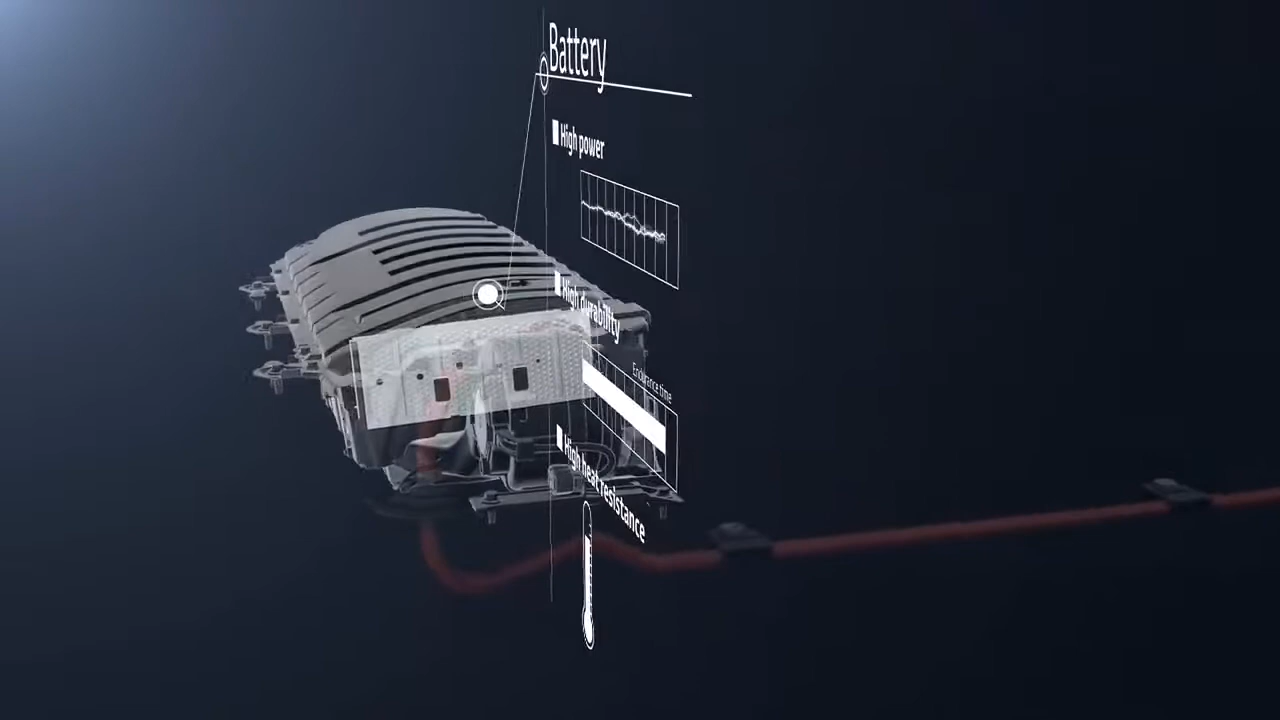 Battery
High power
High durability
Endurance time
High heat resistance